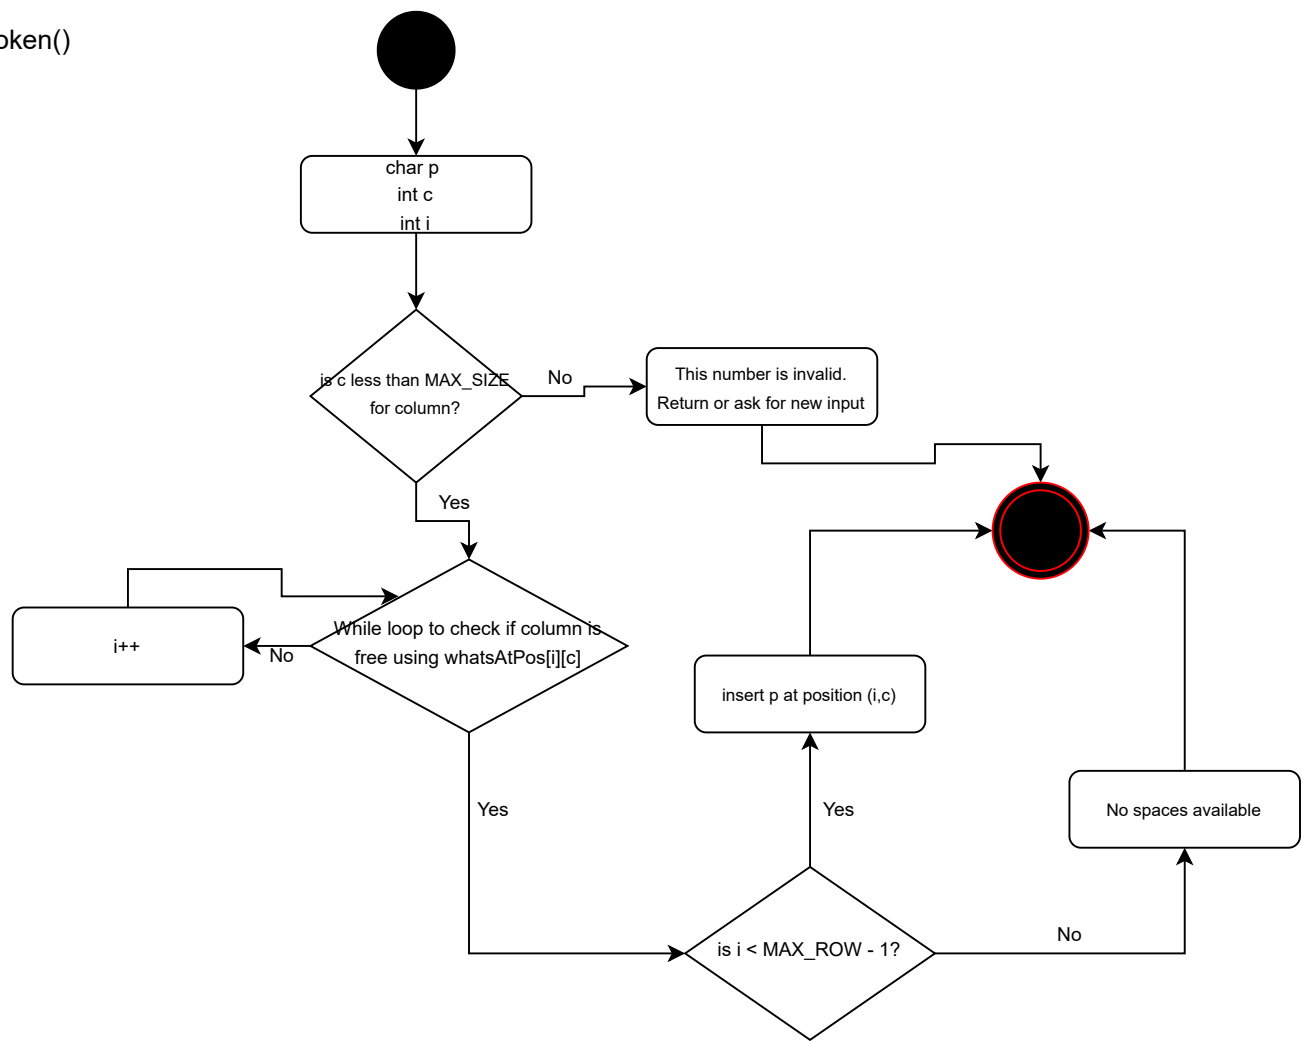 oken()
char p
int c
int i
is c less than MAX_SIZE
for column?
No
This number is invalid.
Return or ask for new input
Yes
While loop to check if column is
free using whatsAtPos[i][c]
No
i++
insert p at position (i,c)
Yes
Yes
No spaces available
is i < MAX_ROW - 1?
No